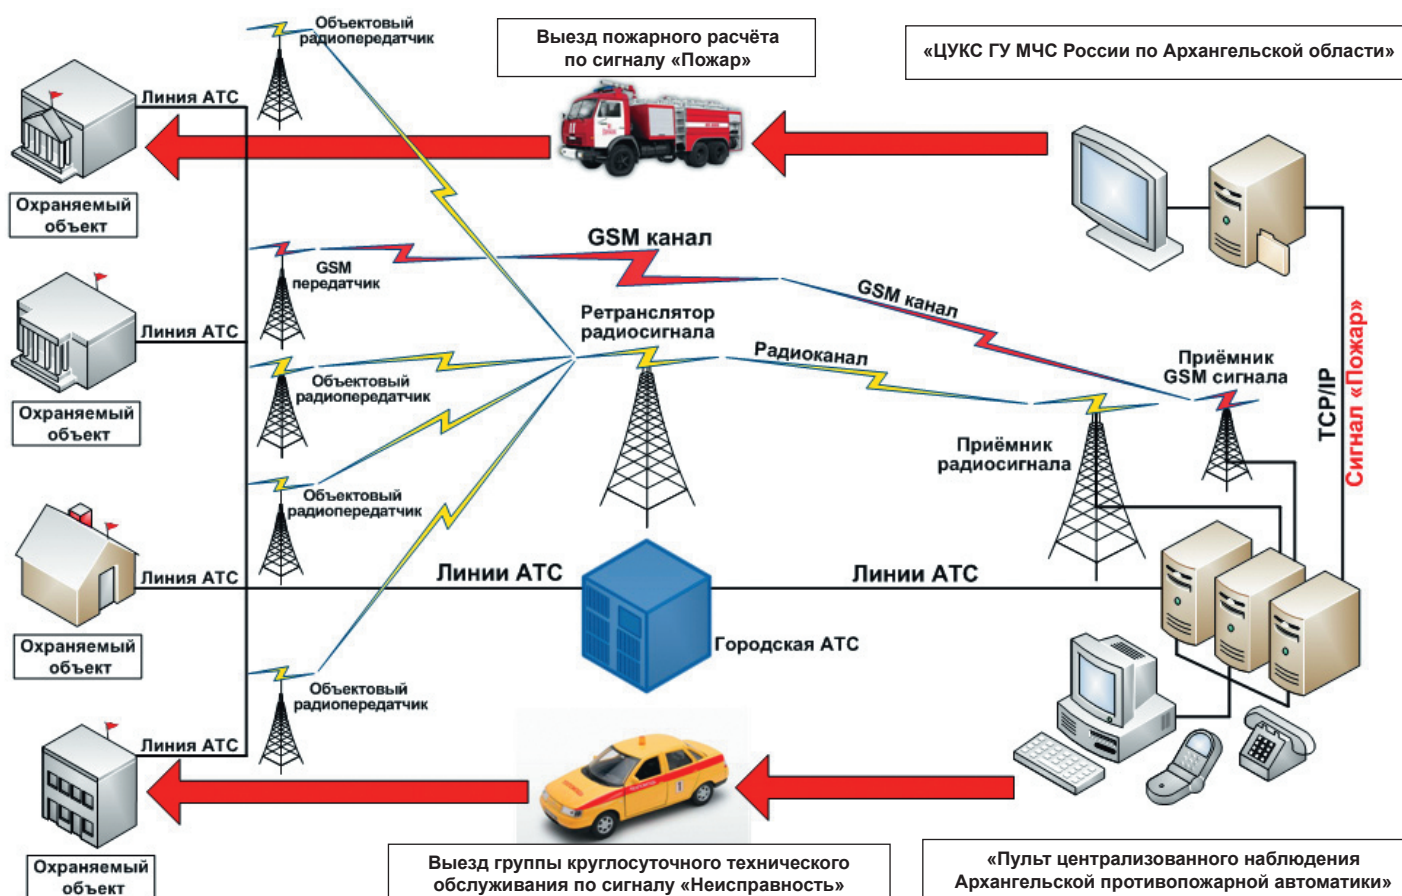 Объектовый
радиопередатчик
Выезд пожарного расчёта
по сигналу «Пожар»
«ЦУКС ГУ МЧС России по Архангельской области»
Линия АТС
Охраняемый
объект
GSM канал
GSM
передатчик
GSM канал
Ретранслятор
радиосигнала
Линия АТС
Радиоканал
Приёмник
GSM сигнала
TCP/IP
Сигнал «Пожар»
Объектовый
радиопередатчик
Охраняемый
объект
Приёмник
радиосигнала
Объектовый
радиопередатчик
Линия АТС
Линии АТС
Линии АТС
Охраняемый
объект
Городская АТС
Объектовый
радиопередатчик
Линия АТС
Охраняемый
объект
Выезд группы круглосуточного технического
обслуживания по сигналу «Неисправность»
«Пульт централизованного наблюдения
Архангельской противопожарной автоматики»